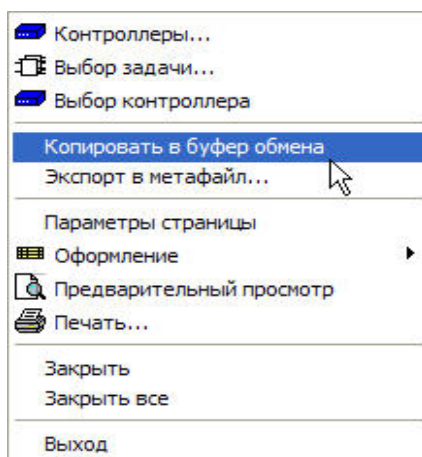 Контроллеры...
Выбор задачи...
Выбор контроллера
Копировать в буфер обмена
Экспорт в метафайл...
Параметры страницы
Оформление
Предварительный просмотр
Печать...
Закрыть
Закрыть все
Выход